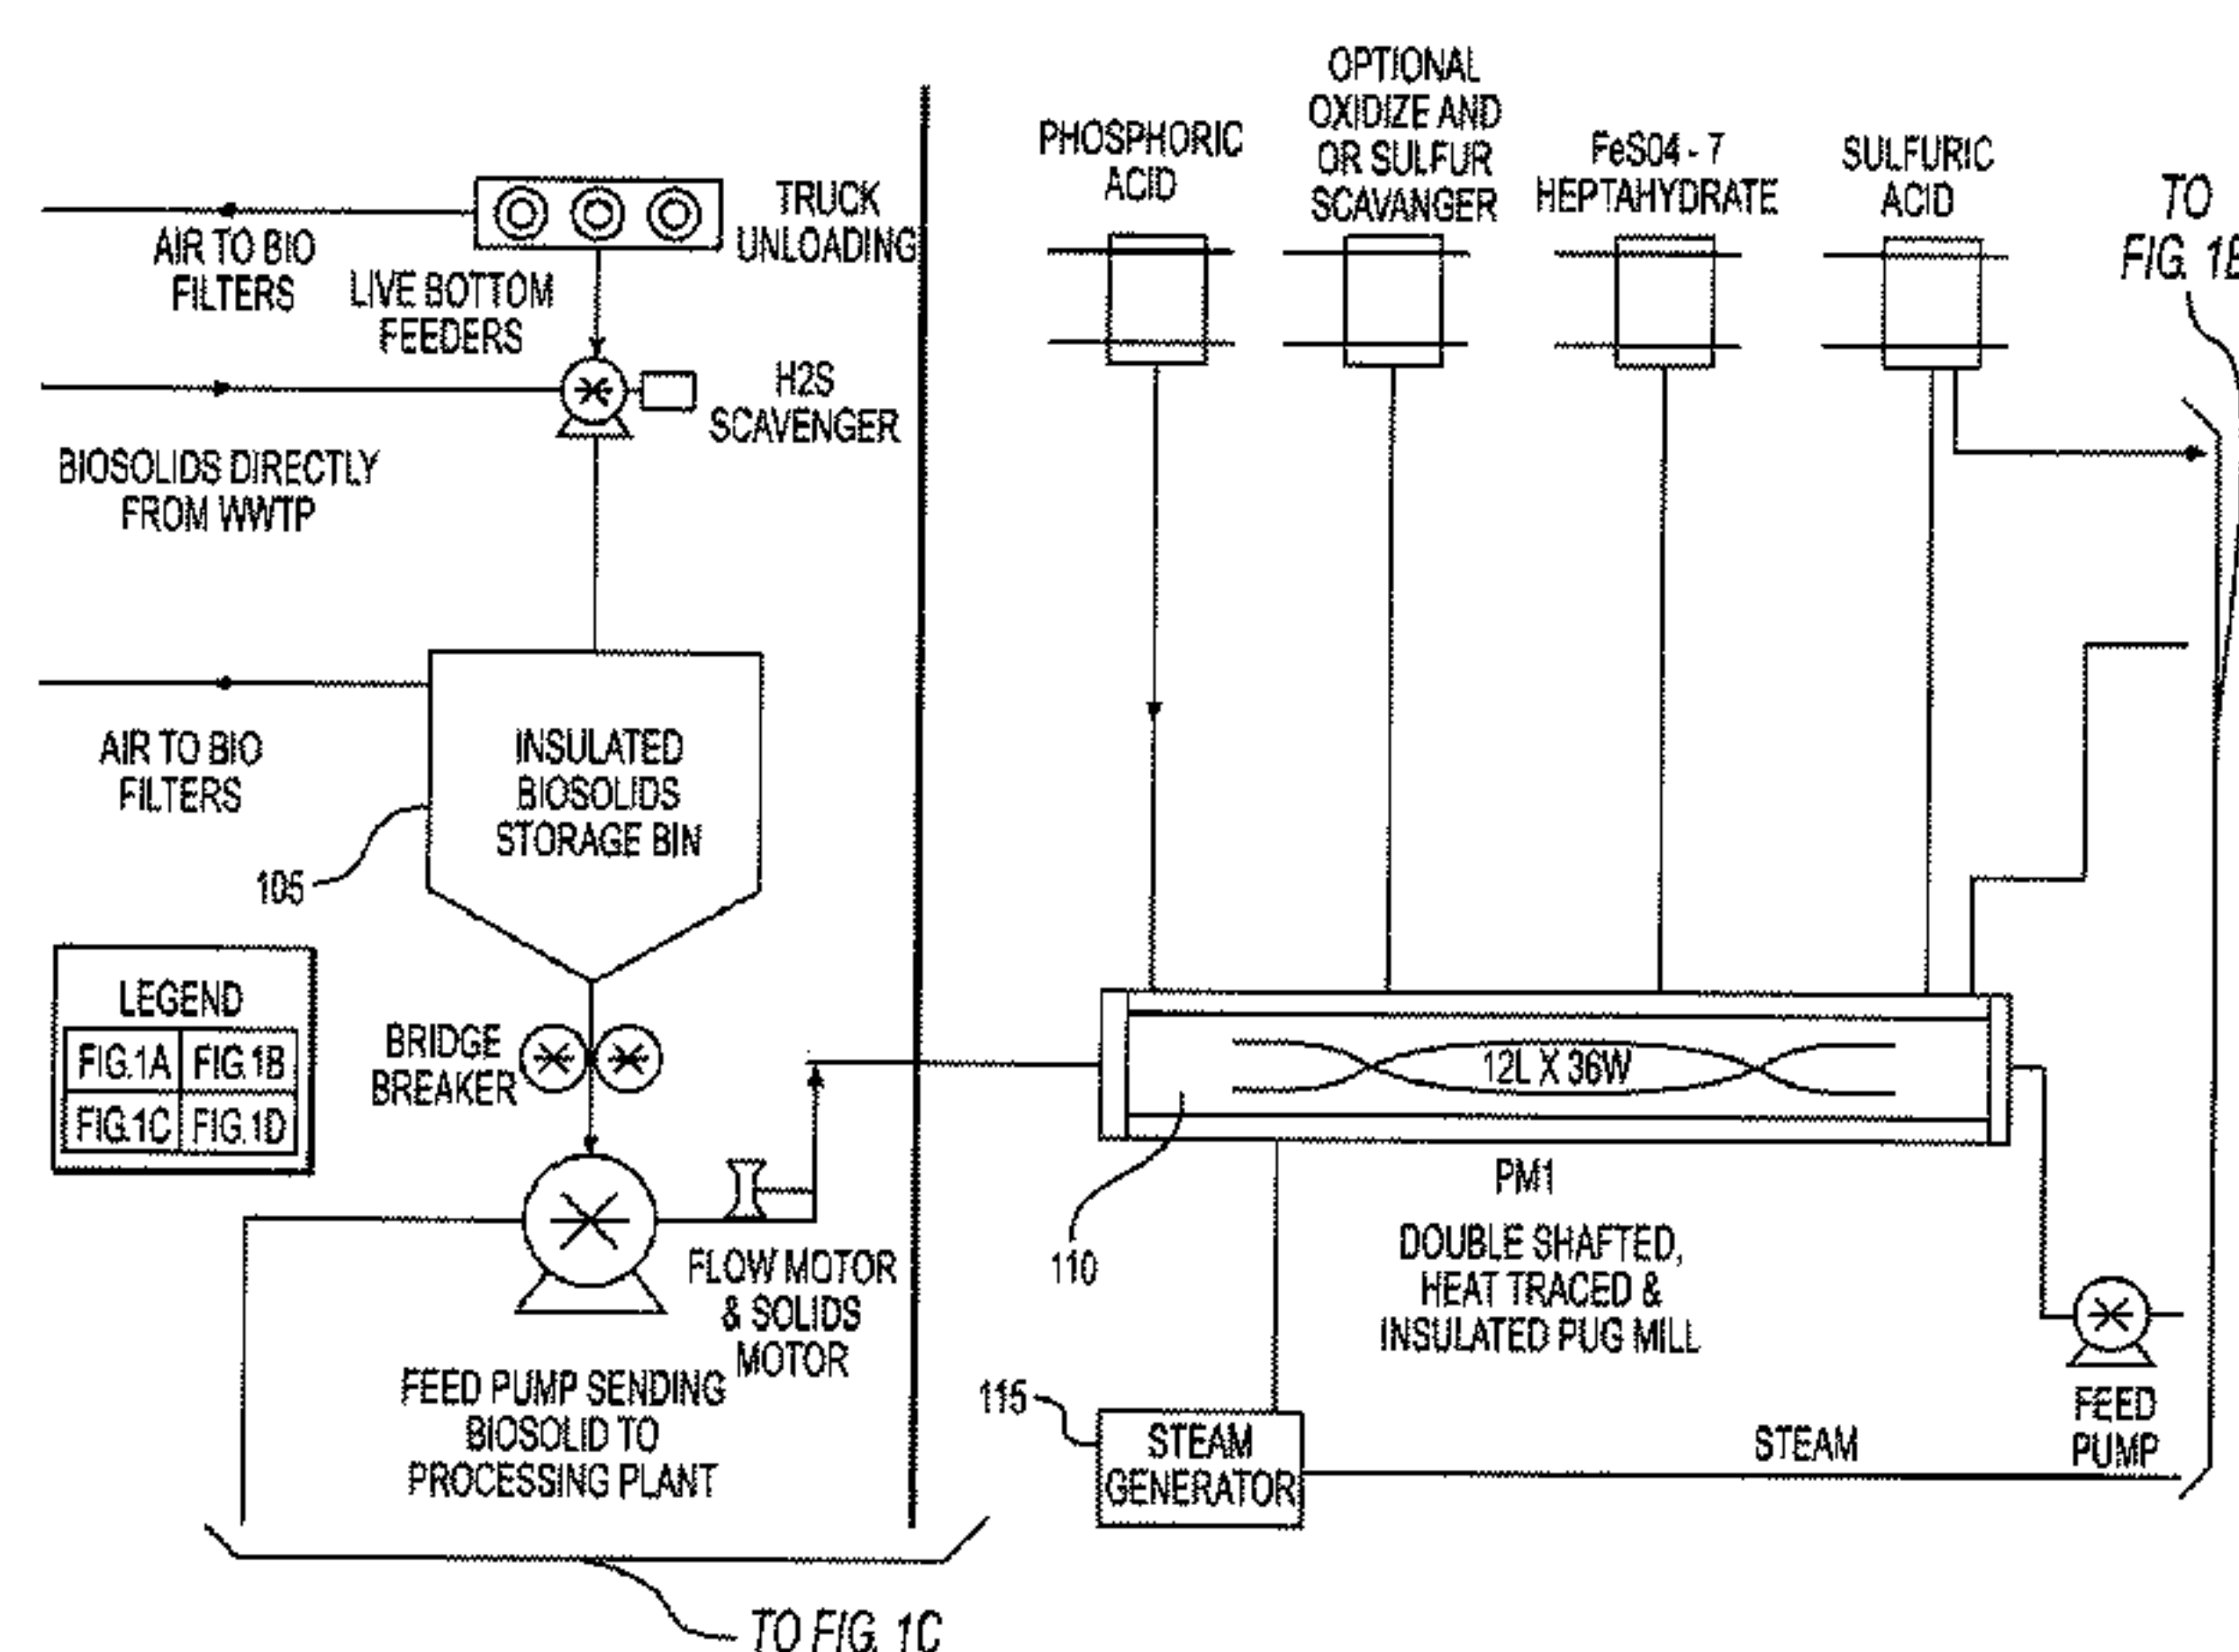 TRUCK
UNLOADING
AIR TO BIO
FILTERS
LIVE BOTTOM
FEEDERS
H2S
SCAVENGER
BIOSOLIDS DIRECTLY
FROM WWTP
AIR TO BIO
FILTERS
INSULATED
BIOSOLIDS
STORAGE BIN
105
LEGEND
FIG.1A FIG.1B
FIG.1C FIG.1D
BRIDGE
BREAKER
FLOW MOTOR
& SOLIDS
MOTOR
FEED PUMP SENDING
BIOSOLID TO
PROCESSING PLANT
TO FIG. 1C
PHOSPHORIC
ACID
OPTIONAL
OXIDIZE AND
OR SULFUR
SCAVANGER
FeSO4 - 7
HEPTAHYDRATE
SULFURIC
ACID
TO
FIG. 1B
12L X 36W
110
PM1
DOUBLE SHAFTED,
HEAT TRACED &
INSULATED PUG MILL
115
STEAM
GENERATOR
STEAM
FEED
PUMP